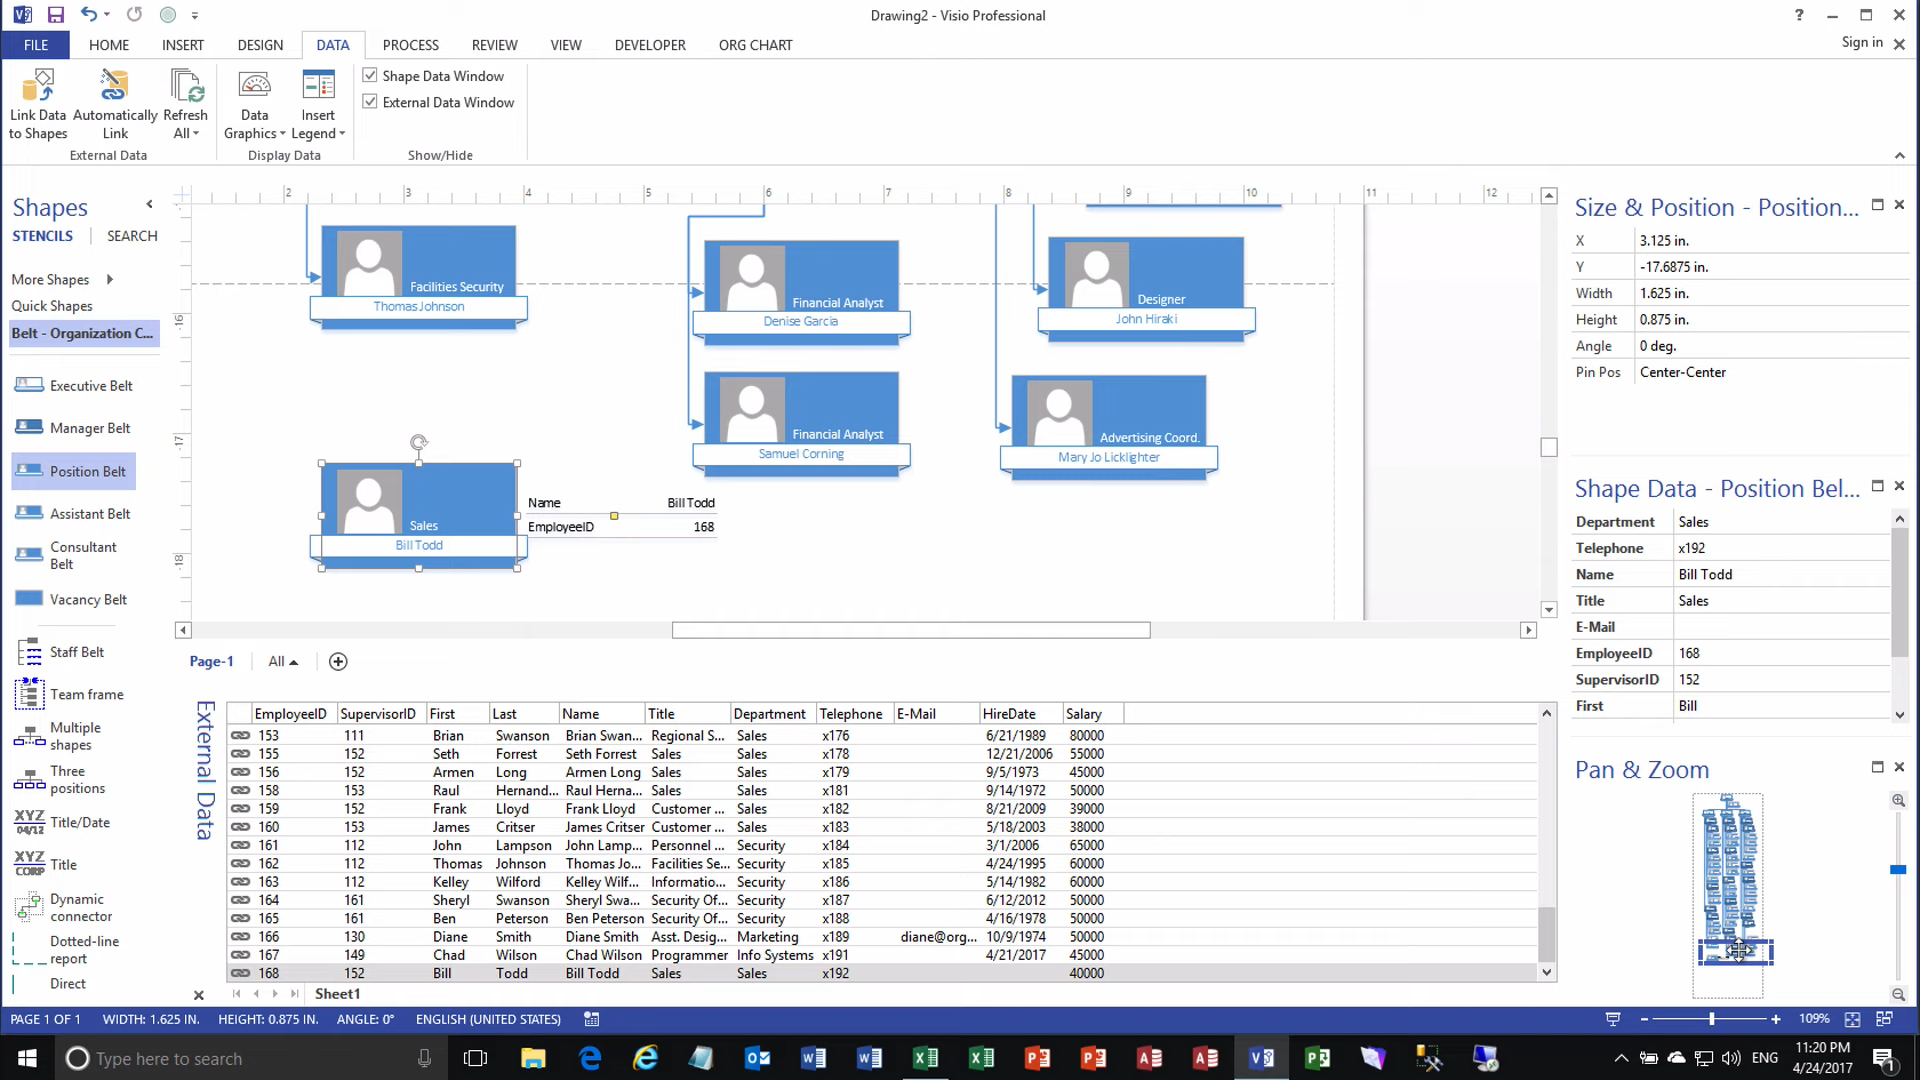 Drawing2 - Visio Professional
?
FILE HOME INSERT DESIGN DATA PROCESS REVIEW VIEW DEVELOPER ORG CHART
Sign in
Link Data to Shapes
Automatically Link
Refresh All
Data Graphics
Insert Legend
Shape Data Window
External Data Window
External Data
Display Data
Show/Hide
Shapes
STENCILS SEARCH
More Shapes
Quick Shapes
Belt - Organization C...
Executive Belt
Manager Belt
Position Belt
Assistant Belt
Consultant Belt
Vacancy Belt
Staff Belt
Team frame
Multiple shapes
Three positions
XYZ 04/12 Title/Date
XYZ CORP Title
Dynamic connector
Dotted-line report
Direct
2 3 4 5 6 7 8 9 10 11 12
-16
-17
-18
Facilities Security
Thomas Johnson
Financial Analyst
Denise Garcia
Designer
John Hiraki
Financial Analyst
Samuel Corning
Advertising Coord.
Mary Jo Licklighter
Sales
Bill Todd
Name Bill Todd
EmployeeID 168
Page-1 All
External Data
EmployeeID SupervisorID First Last Name Title Department Telephone E-Mail HireDate Salary
153 111 Brian Swanson Brian Swan... Regional S... Sales x176 6/21/1989 80000
155 152 Seth Forrest Seth Forrest Sales Sales x178 12/21/2006 55000
156 152 Armen Long Armen Long Sales Sales x179 9/5/1973 45000
158 153 Raul Hernand... Raul Herna... Sales Sales x181 9/14/1972 50000
159 152 Frank Lloyd Frank Lloyd Customer ... Sales x182 8/21/2009 39000
160 153 James Critser James Critser Customer ... Sales x183 5/18/2003 38000
161 112 John Lampson John Lamp... Personnel ... Security x184 3/1/2006 65000
162 112 Thomas Johnson Thomas Jo... Facilities Se... Security x185 4/24/1995 60000
163 112 Kelley Wilford Kelley Wilf... Informatio... Security x186 5/14/1982 60000
164 161 Sheryl Swanson Sheryl Swa... Security Of... Security x187 6/12/2012 50000
165 161 Ben Peterson Ben Peterson Security Of... Security x188 4/16/1978 50000
166 130 Diane Smith Diane Smith Asst. Desig... Marketing x189 diane@org... 10/9/1974 50000
167 149 Chad Wilson Chad Wilson Programmer Info Systems x191 4/21/2017 45000
168 152 Bill Todd Bill Todd Sales Sales x192 40000
Sheet1
Size & Position - Position...
X 3.125 in.
Y -17.6875 in.
Width 1.625 in.
Height 0.875 in.
Angle 0 deg.
Pin Pos Center-Center
Shape Data - Position Bel...
Department Sales
Telephone x192
Name Bill Todd
Title Sales
E-Mail
EmployeeID 168
SupervisorID 152
First Bill
Pan & Zoom
PAGE 1 OF 1 WIDTH: 1.625 IN. HEIGHT: 0.875 IN. ANGLE: 0° ENGLISH (UNITED STATES) 109%
Type here to search
ENG
11:20 PM
4/24/2017
1